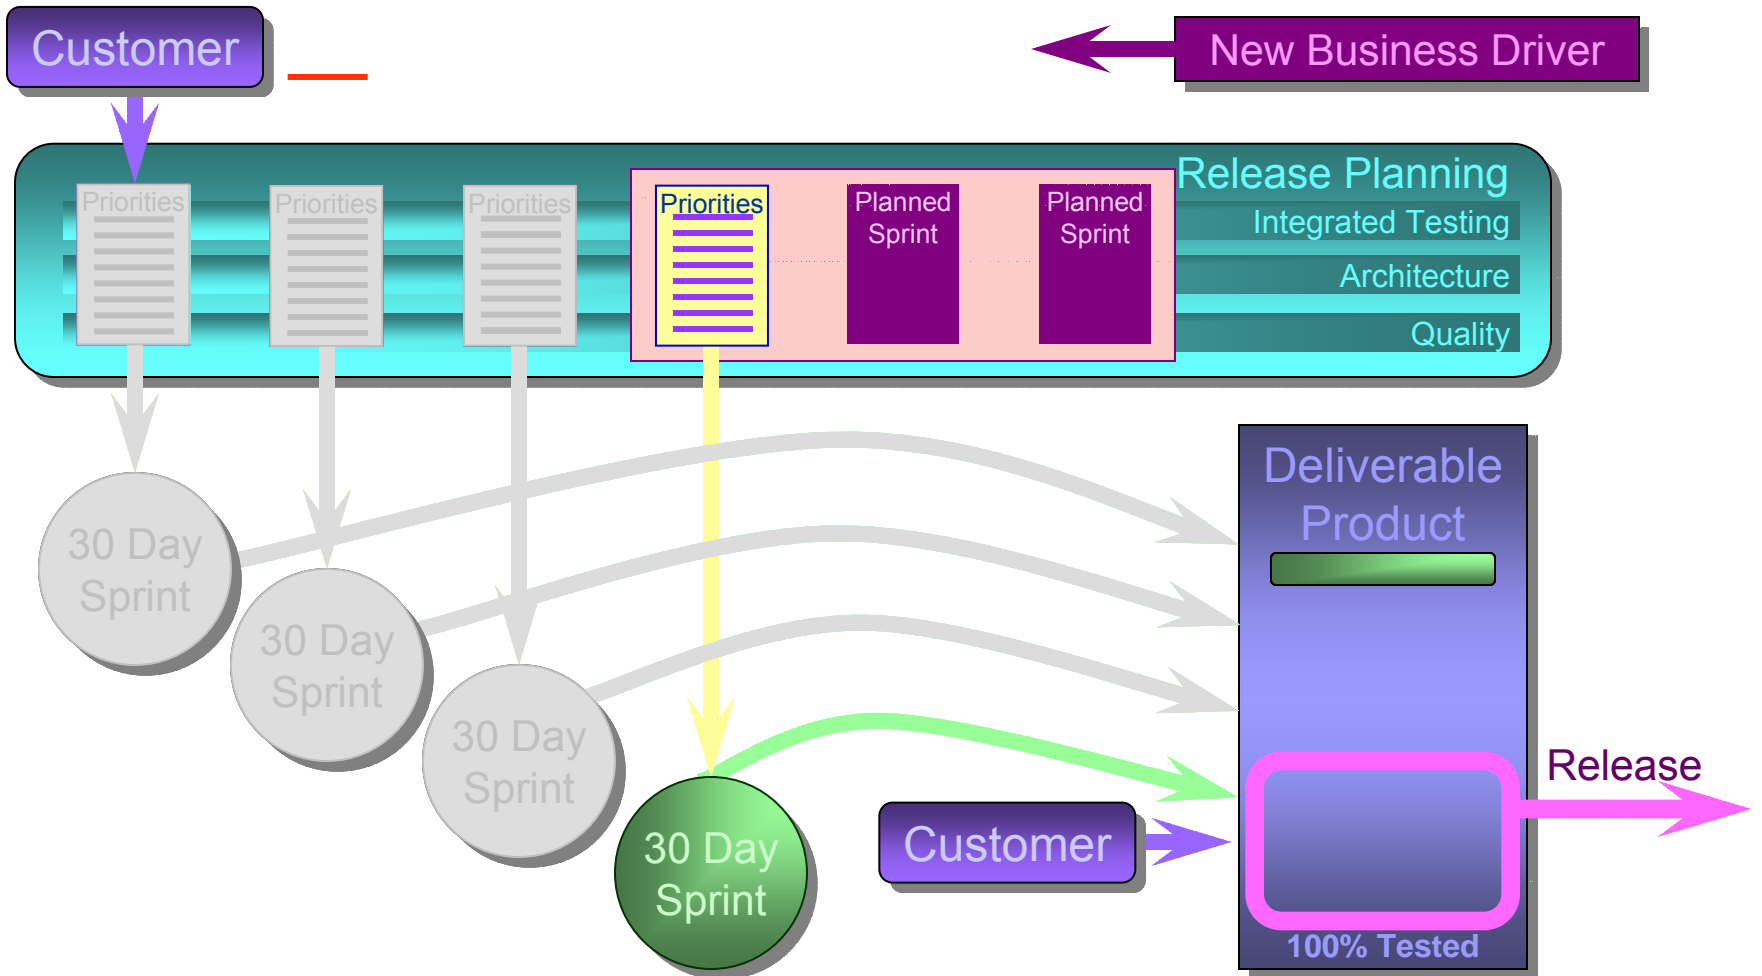 Customer
New Business Driver
Release Planning
Priorities
Priorities
Priorities
Priorities
Planned
Sprint
Planned
Sprint
Integrated Testing
Architecture
Quality
30 Day
Sprint
30 Day
Sprint
30 Day
Sprint
30 Day
Sprint
Customer
Deliverable
Product
100% Tested
Release